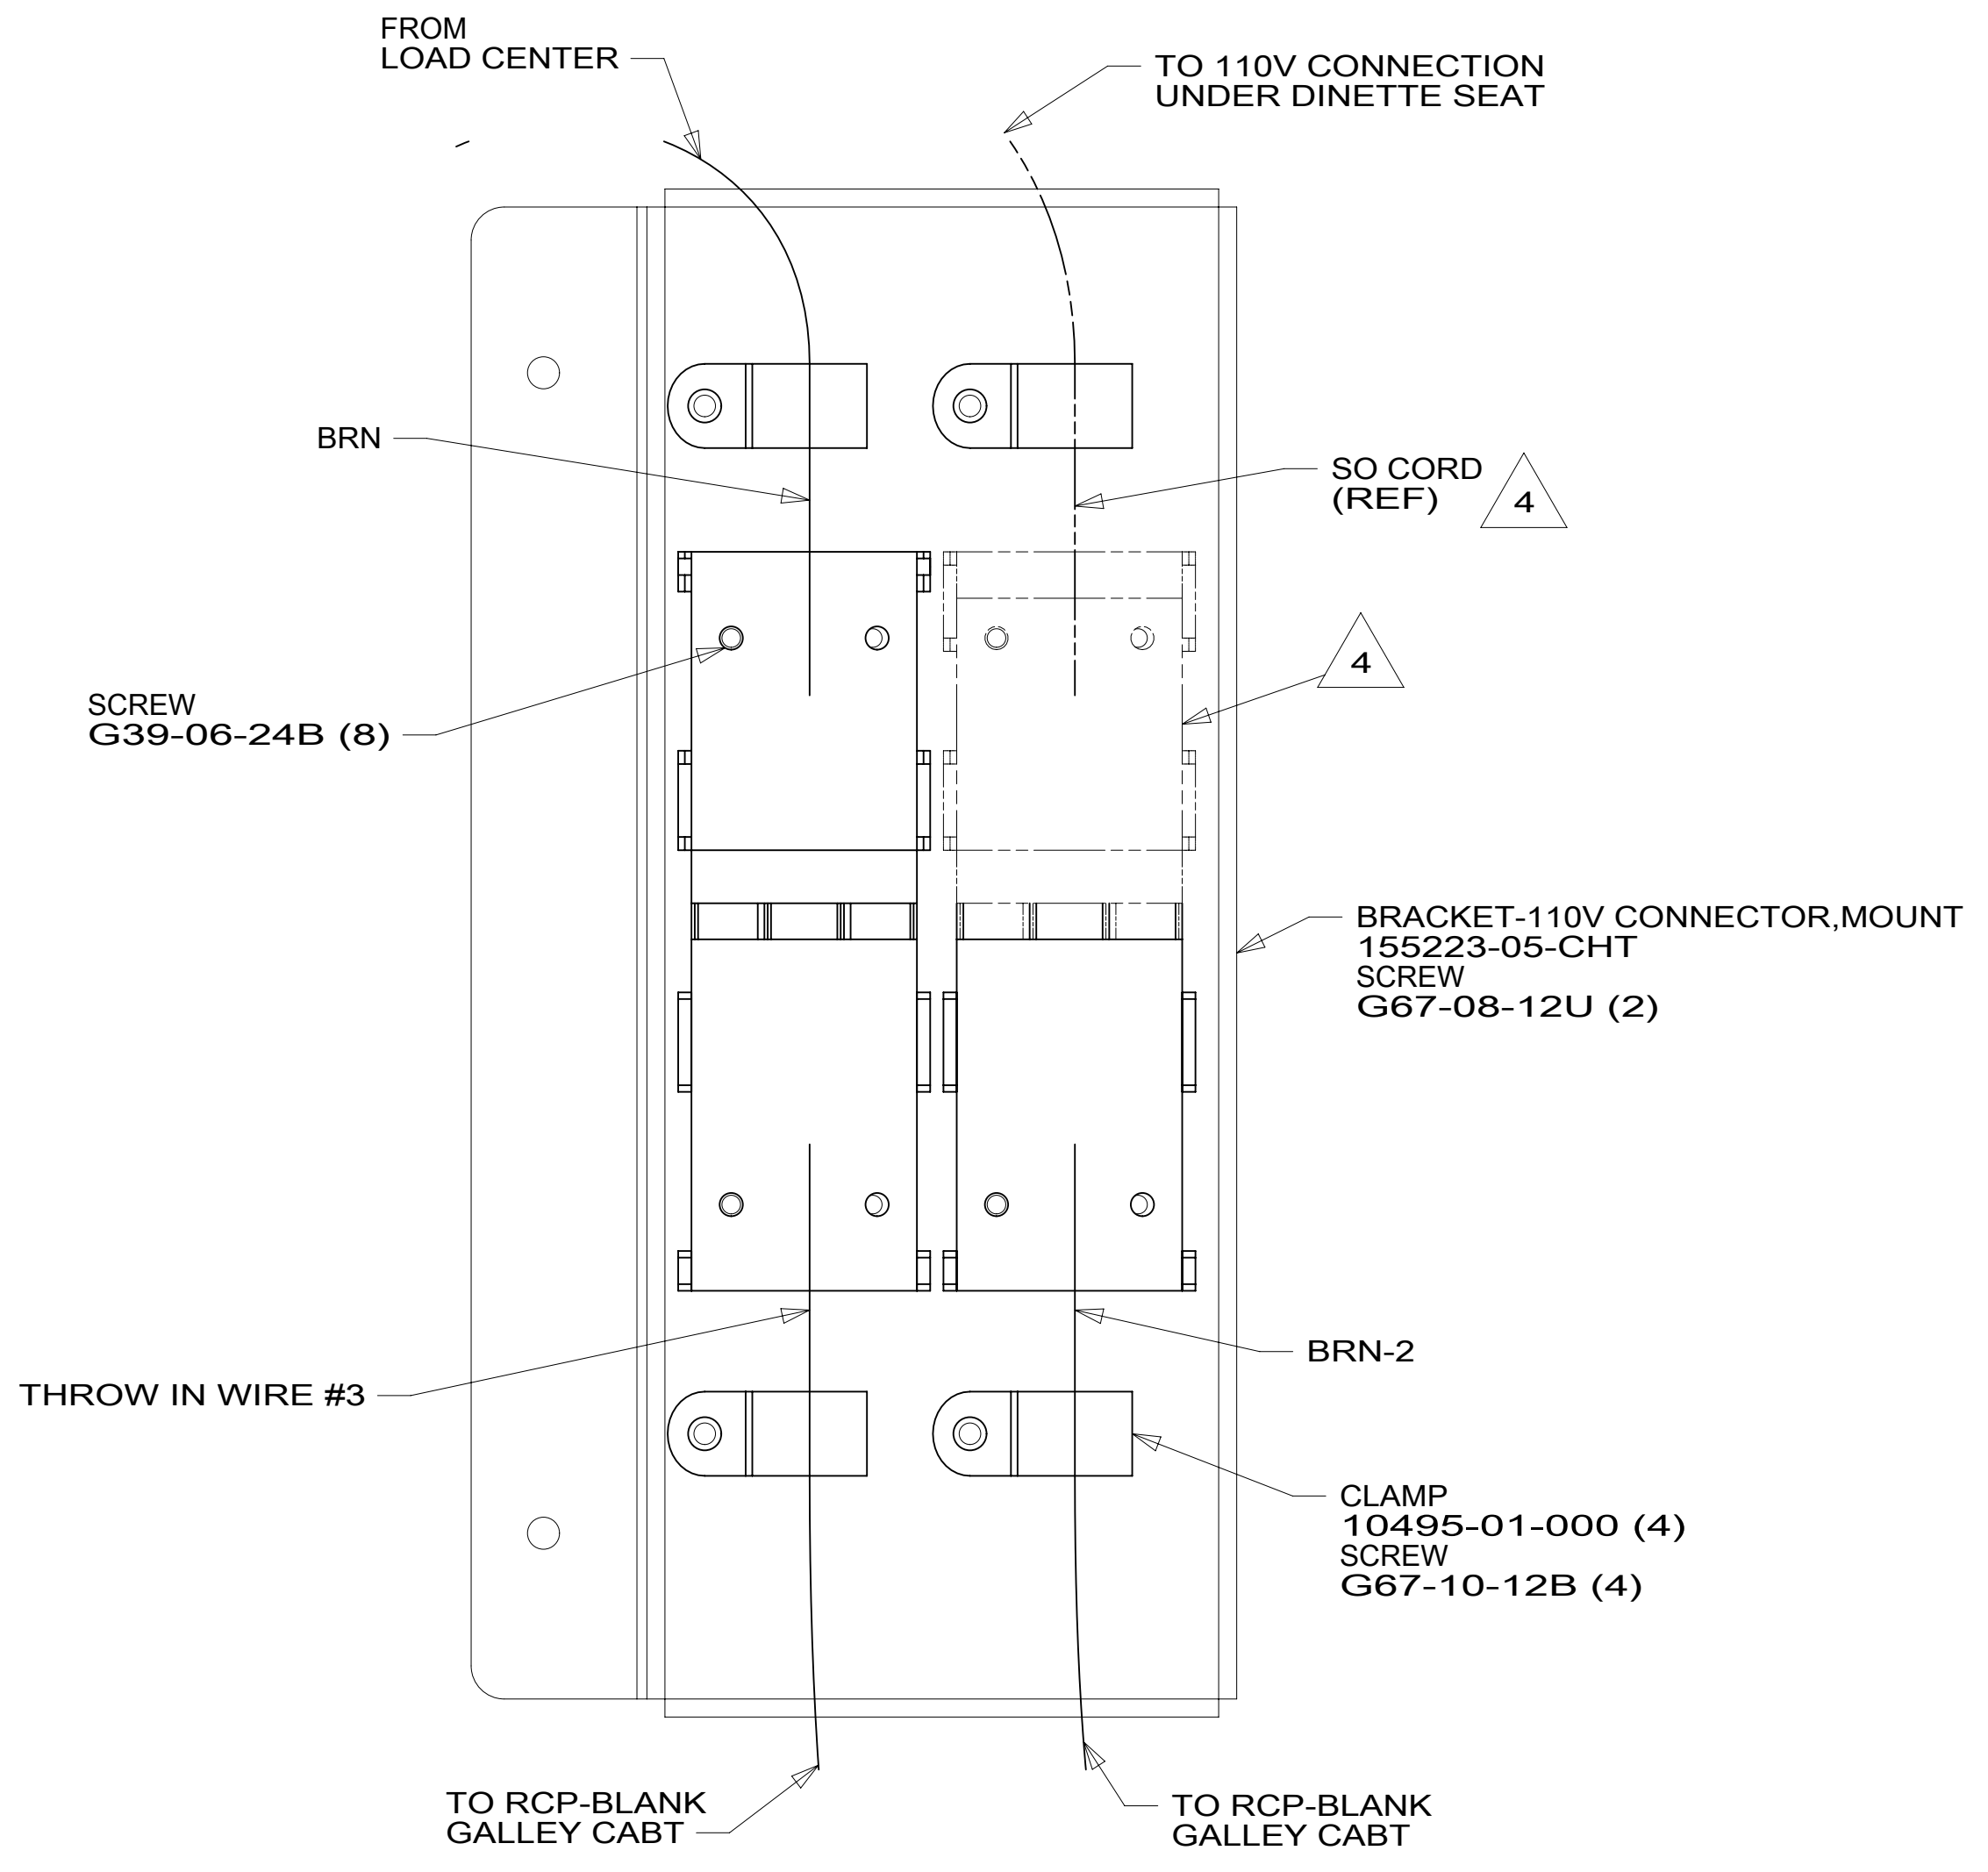 FROM
LOAD CENTER
TO 110V CONNECTION
UNDER DINETTE SEAT
BRN
SO CORD
(REF)
4
4
SCREW
G39-06-24B (8)
BRACKET-110V CONNECTOR,MOUNT
155223-05-CHT
SCREW
G67-08-12U (2)
BRN-2
THROW IN WIRE #3
CLAMP
10495-01-000 (4)
SCREW
G67-10-12B (4)
TO RCP-BLANK
GALLEY CABT
TO RCP-BLANK
GALLEY CABT